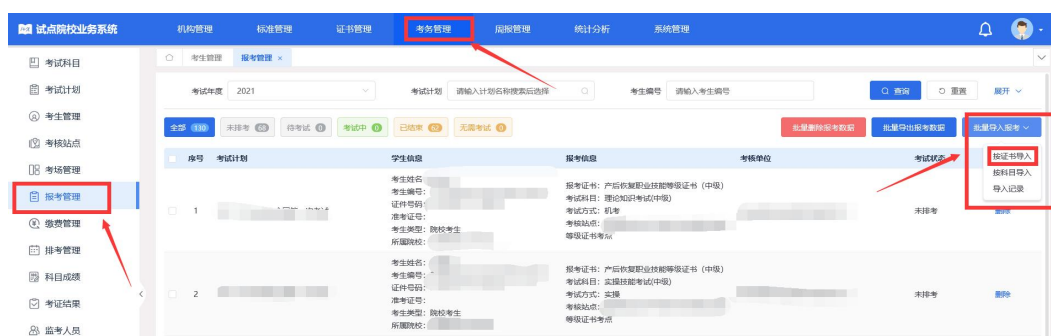 试点院校业务系统 机构管理 标准管理 证书管理 考务管理 周报管理 统计分析 系统管理
考试科目 考生管理 报考管理 ×
考试计划 考试年度 2021 考试计划 请输入计划名称搜索后选择 考生编号 请输入考生编号 查询 重置 展开
考生管理
考核站点 全部 130 未排考 68 待考试 0 考试中 0 已结束 62 无需考试 0 批量删除报考数据 批量导出报考数据 批量导入报考
考场管理 序号 考试计划 学生信息 报考信息 考核单位 考试状态 按证书导入
按科目导入
导入记录
报考管理 1 未排考 删除
考生姓名:
考生编号:
证件号码:
准考证号:
考生类型: 院校考生
所属院校:
报考证书: 产后恢复职业技能等级证书 (中级)
考试科目: 理论知识考试(中级)
考试方式: 机考
考核站点:
等级证书考点
缴费管理
排考管理
科目成绩
考证结果
监考人员
2 未排考 删除
考生姓名:
考生编号:
证件号码:
准考证号:
考生类型: 院校考生
所属院校:
报考证书: 产后恢复职业技能等级证书 (中级)
考试科目: 实操技能考试(中级)
考试方式: 实操
考核站点:
等级证书考点